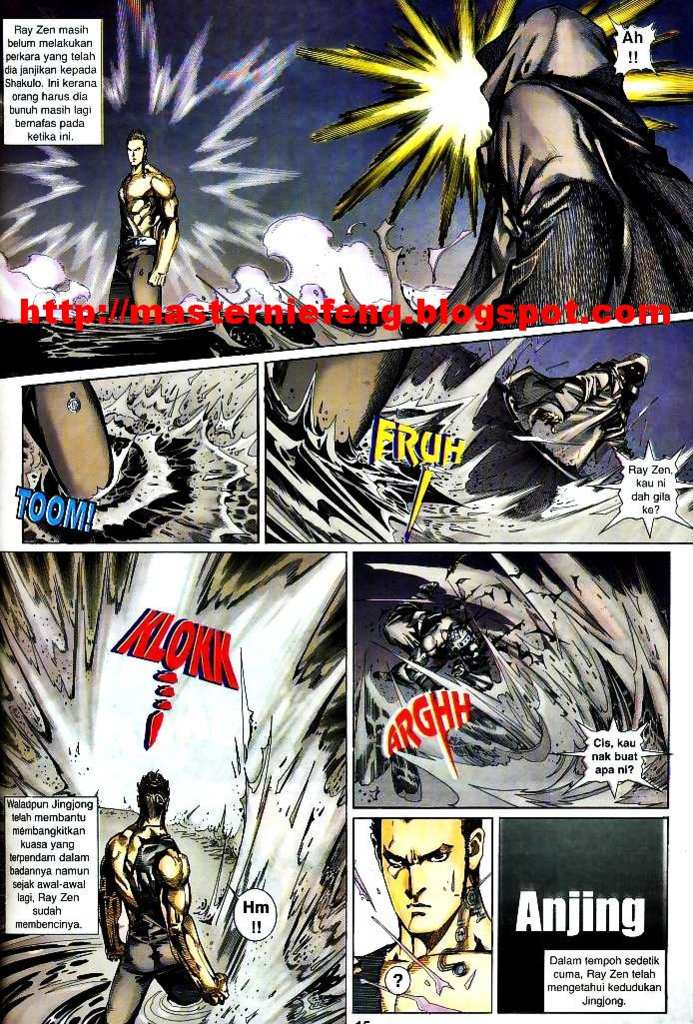 Ray Zen masih
belum melakukan
perkara yang telah
dia janjikan kepada
Shakulo. Ini kerana
orang harus dia
bunuh masih lagi
bernafas pada
ketika ini.
Ah
!!
http://masterniefeng.blogspot.com
TOOM!
FRUH
!
Ray Zen,
kau ni
dah gila
ke?
KLOKK
!
Walaupun Jingjong
telah membantu
membangkitkan
kuasa yang
terpendam dalam
badannya namun
sejak awal-awal
lagi, Ray Zen
sudah
membencinya.
Hm
!!
ARGHH
!
Cis, kau
nak buat
apa ni?
?
Anjing
Dalam tempoh sedetik
cuma, Ray Zen telah
mengetahui kedudukan
Jingjong.
15